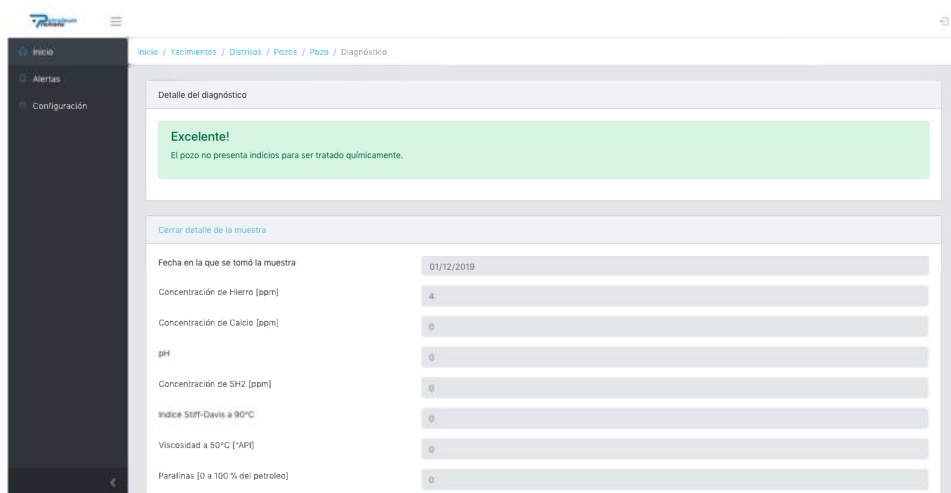 Petroleum
Inicio
Alertas
Configuración
Inicio / Yacimientos / Distritos / Pozos / Pozo / Diagnóstico
Detalle del diagnóstico
Excelente!
El pozo no presenta indicios para ser tratado químicamente.
Cerrar detalle de la muestra
Fecha en la que se tomó la muestra
01/12/2019
Concentración de Hierro [ppm]
4
Concentración de Calcio [ppm]
0
pH
0
Concentración de SH2 [ppm]
0
Indice Stiff-Davis a 90°C
0
Viscosidad a 50°C [°API]
0
Parafinas [0 a 100 % del petroleo]
0